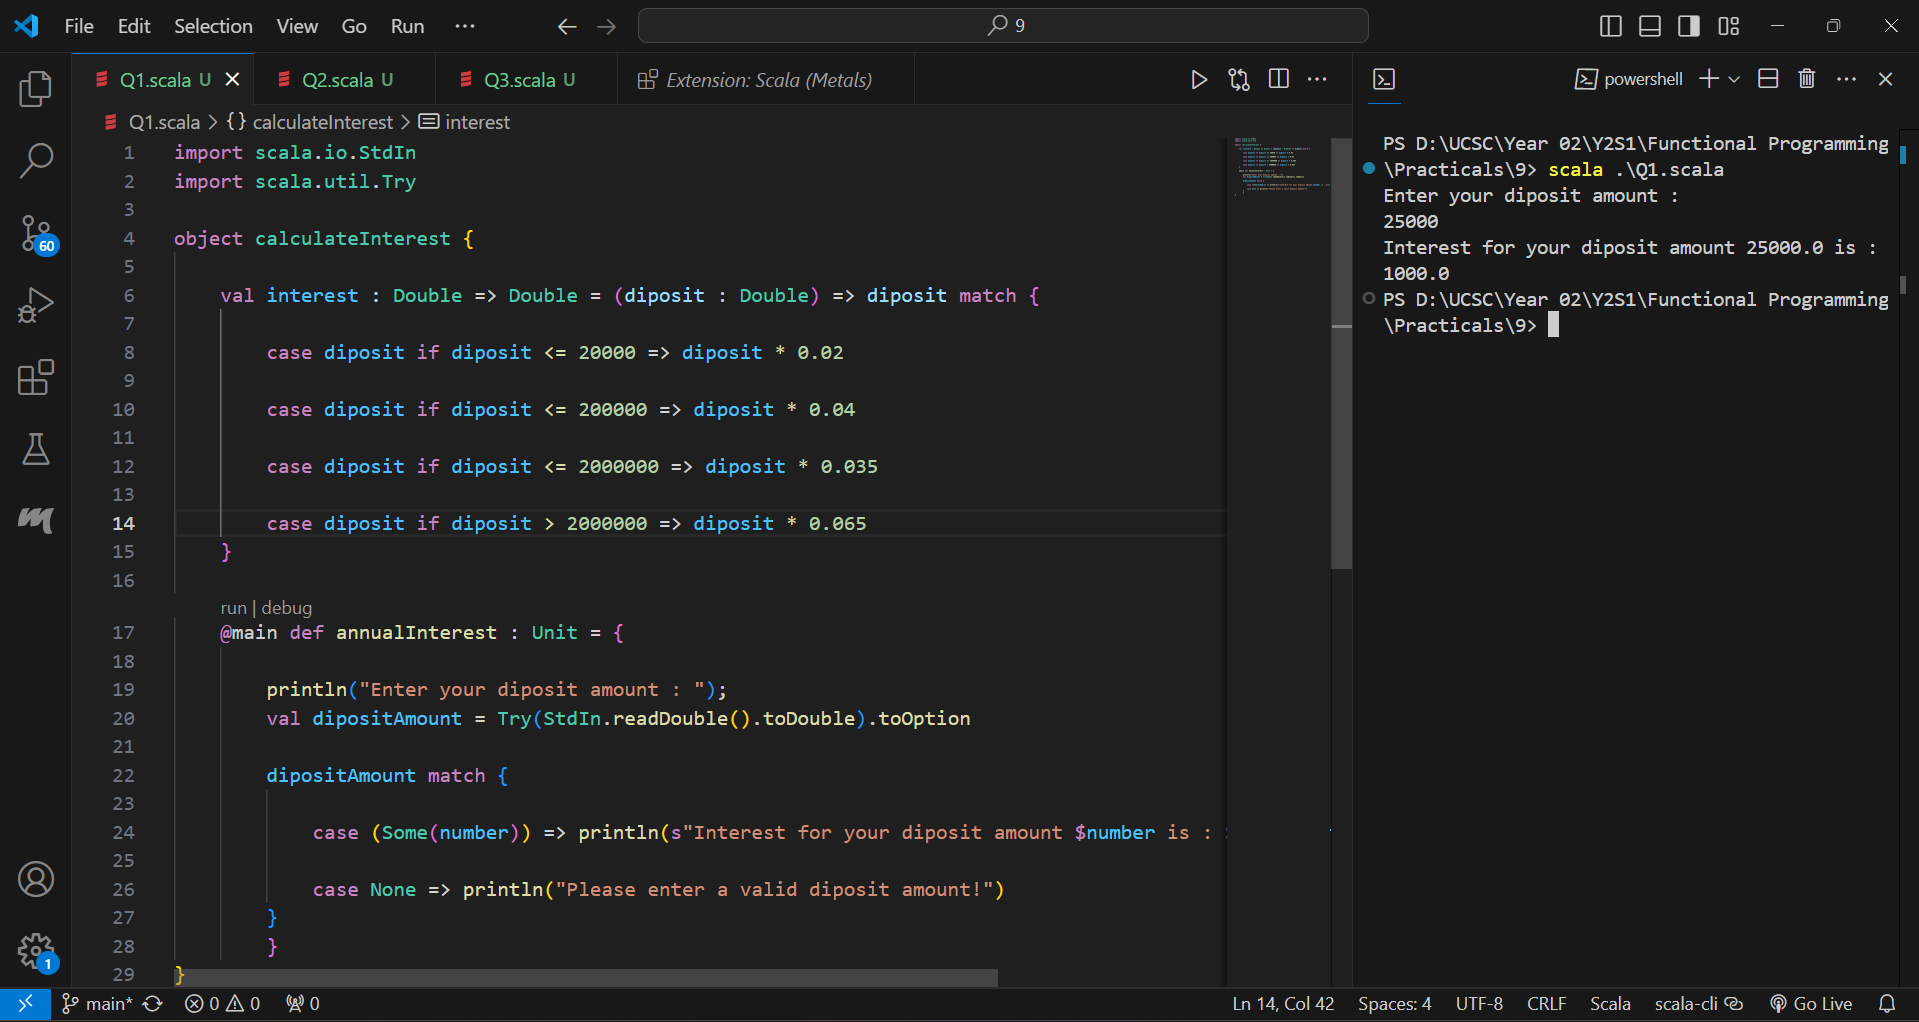 File Edit Selection View Go Run ··· 9
Q1.scala U Q2.scala U Q3.scala U Extension: Scala (Metals)
Q1.scala > {} calculateInterest > interest
1 import scala.io.StdIn
2 import scala.util.Try
3
4 object calculateInterest {
5
6 val interest : Double => Double = (diposit : Double) => diposit match {
7
8 case diposit if diposit <= 20000 => diposit * 0.02
9
10 case diposit if diposit <= 200000 => diposit * 0.04
11
12 case diposit if diposit <= 2000000 => diposit * 0.035
13
14 case diposit if diposit > 2000000 => diposit * 0.065
15 }
16
run | debug
17 @main def annualInterest : Unit = {
18
19 println("Enter your diposit amount : ");
20 val dipositAmount = Try(StdIn.readDouble().toDouble).toOption
21
22 dipositAmount match {
23
24 case (Some(number)) => println(s"Interest for your diposit amount $number is :
25
26 case None => println("Please enter a valid diposit amount!")
27 }
28 }
29 }
powershell
PS D:\UCSC\Year 02\Y2S1\Functional Programming
\Practicals\9> scala .\Q1.scala
Enter your diposit amount :
25000
Interest for your diposit amount 25000.0 is :
1000.0
PS D:\UCSC\Year 02\Y2S1\Functional Programming
\Practicals\9>
60
1
main* 0 0 0 Ln 14, Col 42 Spaces: 4 UTF-8 CRLF Scala scala-cli Go Live